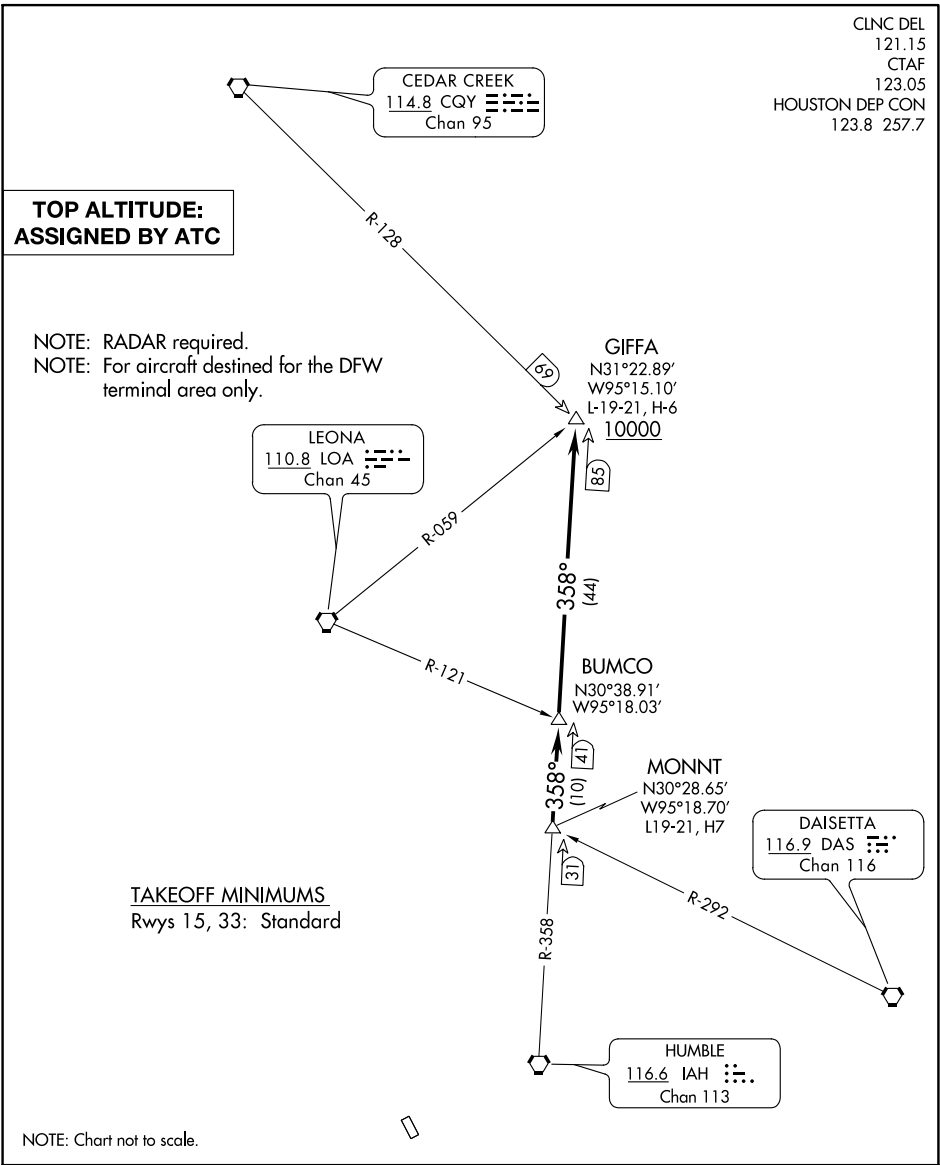 CLNC DEL
121.15
CTAF
123.05
HOUSTON DEP CON
123.8 257.7
CEDAR CREEK
114.8 CQY
Chan 95
TOP ALTITUDE:
ASSIGNED BY ATC
R-128
NOTE: RADAR required.
NOTE: For aircraft destined for the DFW
terminal area only.
69
GIFFA
N31°22.89'
W95°15.10'
L-19-21, H-6
10000
LEONA
110.8 LOA
Chan 45
85
R-059
358°
(44)
R-121
BUMCO
N30°38.91'
W95°18.03'
41
358°
(10)
MONNT
N30°28.65'
W95°18.70'
L19-21, H7
DAISETTA
116.9 DAS
Chan 116
31
R-292
TAKEOFF MINIMUMS
Rwys 15, 33: Standard
R-358
HUMBLE
116.6 IAH
Chan 113
NOTE: Chart not to scale.